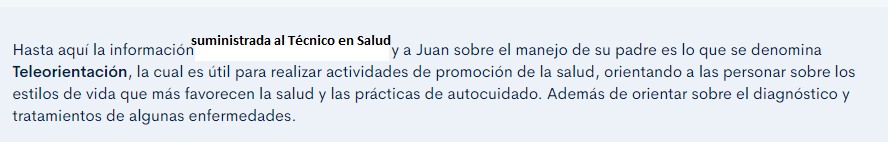 Hasta aquí la información suministrada al Técnico en Salud y a Juan sobre el manejo de su padre es lo que se denomina
Teleorientación, la cual es útil para realizar actividades de promoción de la salud, orientando a las personar sobre los
estilos de vida que más favorecen la salud y las prácticas de autocuidado. Además de orientar sobre el diagnóstico y
tratamientos de algunas enfermedades.